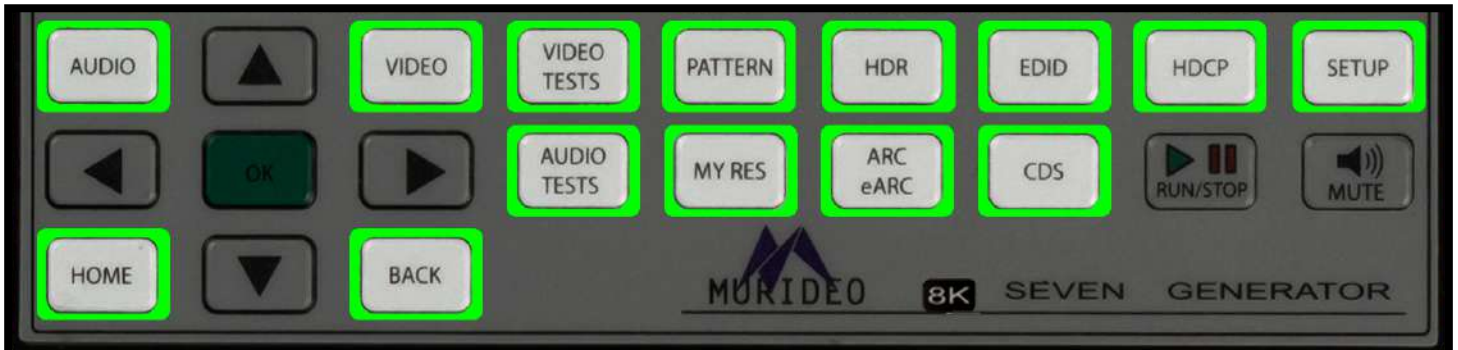 AUDIO
VIDEO
VIDEO
TESTS
PATTERN
HDR
EDID
HDCP
SETUP
OK
AUDIO
TESTS
MY RES
ARC
eARC
CDS
RUN/STOP
MUTE
HOME
BACK
MURIDEO 8K SEVEN GENERATOR